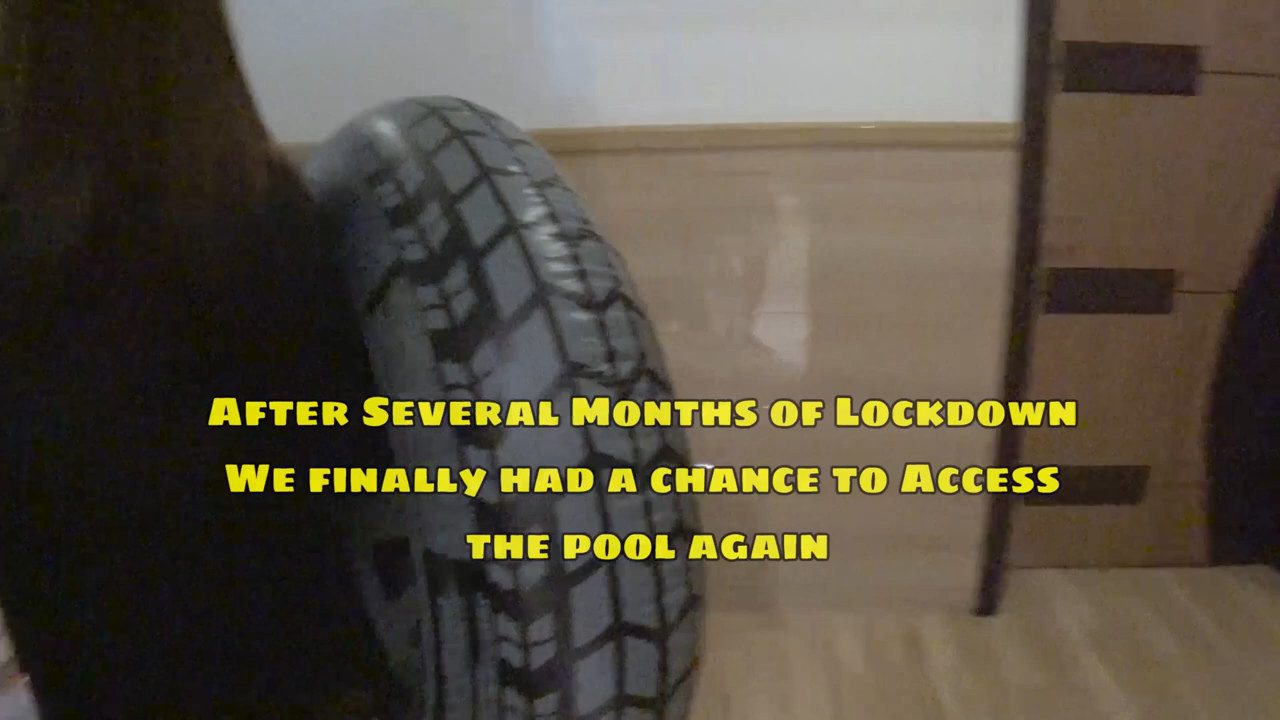 After Several Months of Lockdown
We finally had a chance to Access
the pool again